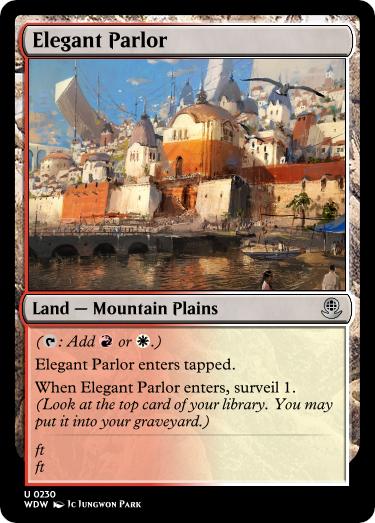 Elegant Parlor
Land — Mountain Plains
(: Add or .)
Elegant Parlor enters tapped.
When Elegant Parlor enters, surveil 1.
(Look at the top card of your library. You may
put it into your graveyard.)
ft
ft
U 0230
WDW Jc Jungwon Park